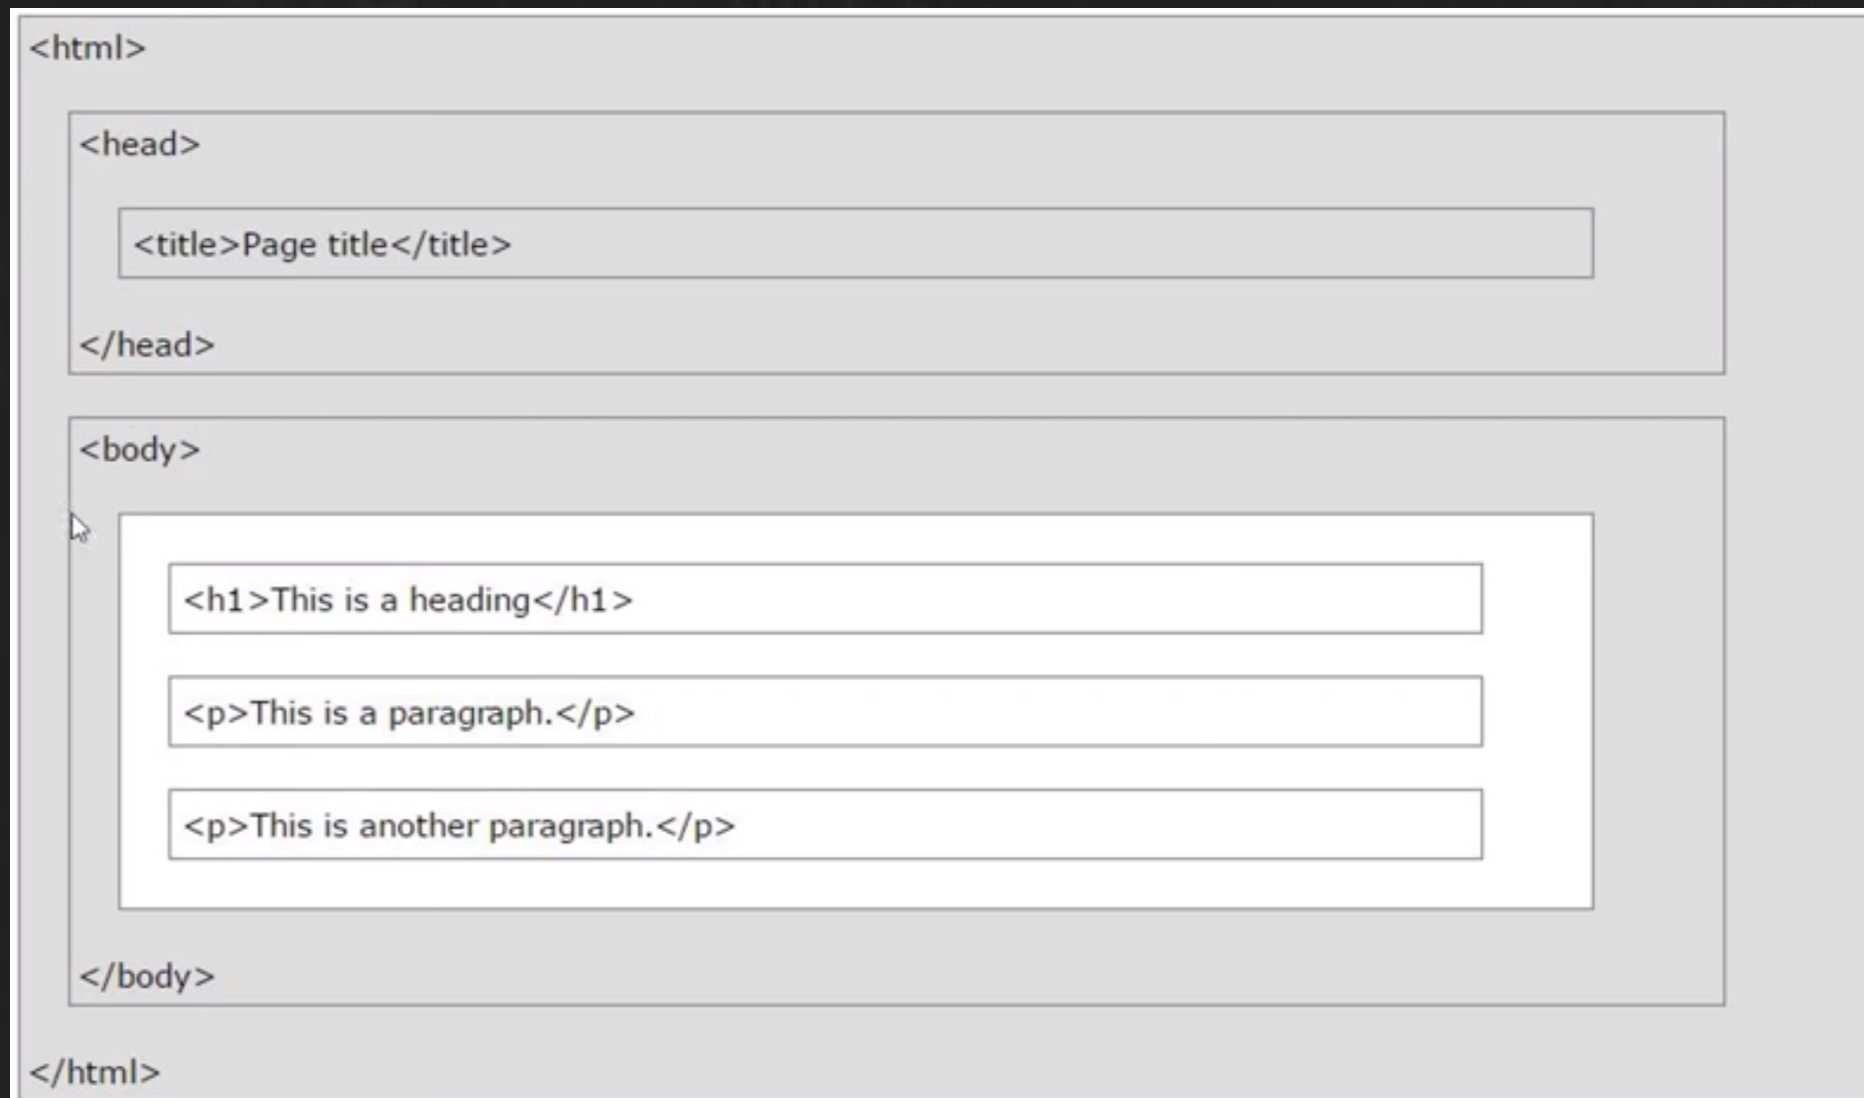 <html>
<head>
<title>Page title</title>
</head>
<body>
<h1>This is a heading</h1>
<p>This is a paragraph.</p>
<p>This is another paragraph.</p>
</body>
</html>